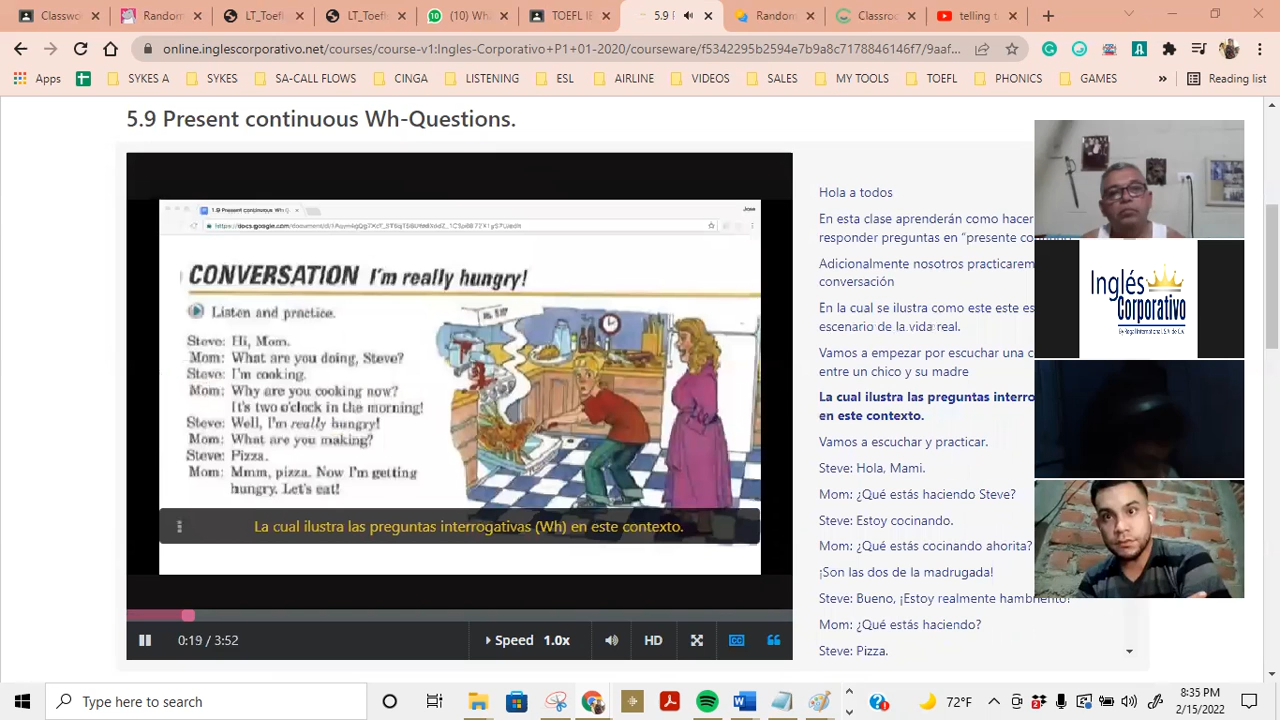 Classwo
Random
LT_Toefl
LT_Toefl
(10) Wha
TOEFL IE
5.9 P
Random
Classroc
telling t
online.inglescorporativo.net/courses/course-v1:Ingles-Corporativo+P1+01-2020/courseware/f5342295b2594e7b9a8c7178846146f7/9aaf...
Apps
SYKES A
SYKES
SA-CALL FLOWS
CINGA
LISTENING
ESL
AIRLINE
VIDEOS
SALES
MY TOOLS
TOEFL
PHONICS
GAMES
»
Reading list
5.9 Present continuous Wh-Questions.
1.9 Present continuous Wh Q
CONVERSATION I'm really hungry!
Listen and practice.
Steve: Hi, Mom.
Mom: What are you doing, Steve?
Steve: I'm cooking.
Mom: Why are you cooking now?
It's two o'clock in the morning!
Steve: Well, I'm really hungry!
Mom: What are you making?
Steve: Pizza.
Mom: Mmm, pizza. Now I'm getting
hungry. Let's eat!
La cual ilustra las preguntas interrogativas (Wh) en este contexto.
0:19 / 3:52
Speed 1.0x
HD
CC
Hola a todos
En esta clase aprenderán como hacer
responder preguntas en "presente
Adicionalmente nosotros practicarem
conversación
En la cual se ilustra como este este es
escenario de la vida real.
Vamos a empezar por escuchar una c
entre un chico y su madre
La cual ilustra las preguntas interro
en este contexto.
Vamos a escuchar y practicar.
Steve: Hola, Mami.
Mom: ¿Qué estás haciendo Steve?
Steve: Estoy cocinando.
Mom: ¿Qué estás cocinando ahorita?
¡Son las dos de la madrugada!
Steve: Bueno, ¡Estoy realmente hambriento!
Mom: ¿Qué estás haciendo?
Steve: Pizza.
Inglés
Corporativo
Type here to search
72°F
8:35 PM
2/15/2022